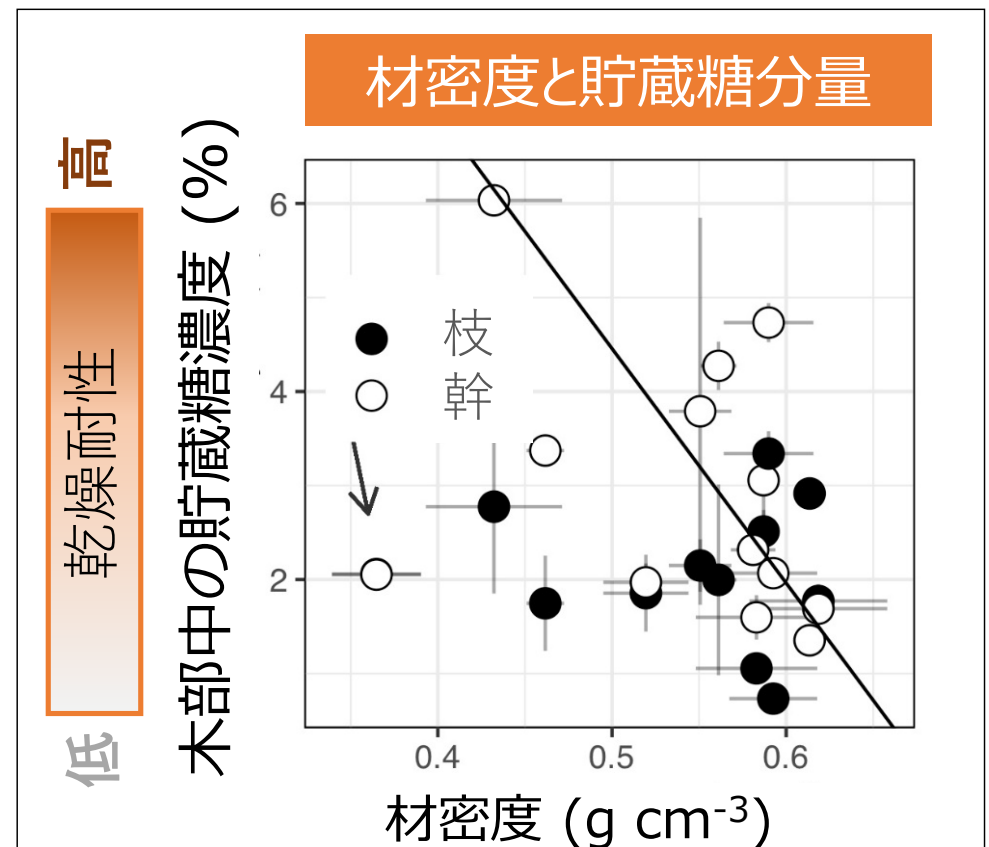 材密度と貯蔵糖分量
高
乾燥耐性
低
木部中の貯蔵糖濃度 (%)
6
4
2
枝
幹
0.4
0.5
0.6
材密度 (g cm-3)